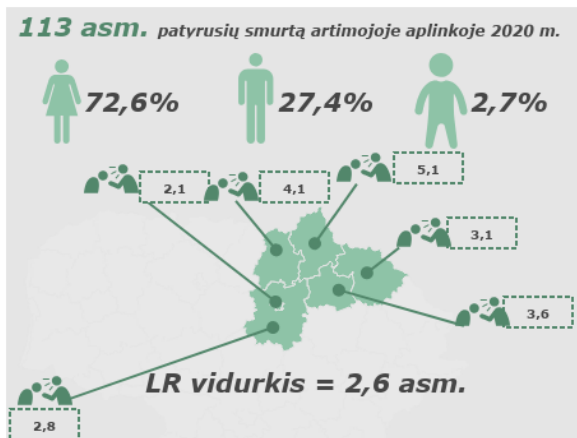 113 asm. patyrusių smurtą artimojoje aplinkoje 2020 m.
72,6% 27,4% 2,7%
2,1 4,1 5,1
3,1
3,6
LR vidurkis = 2,6 asm.
2,8